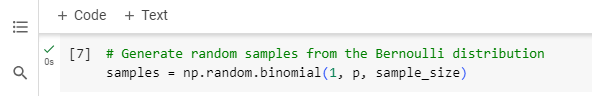 + Code + Text
[7] # Generate random samples from the Bernoulli distribution
0s
samples = np.random.binomial(1, p, sample_size)